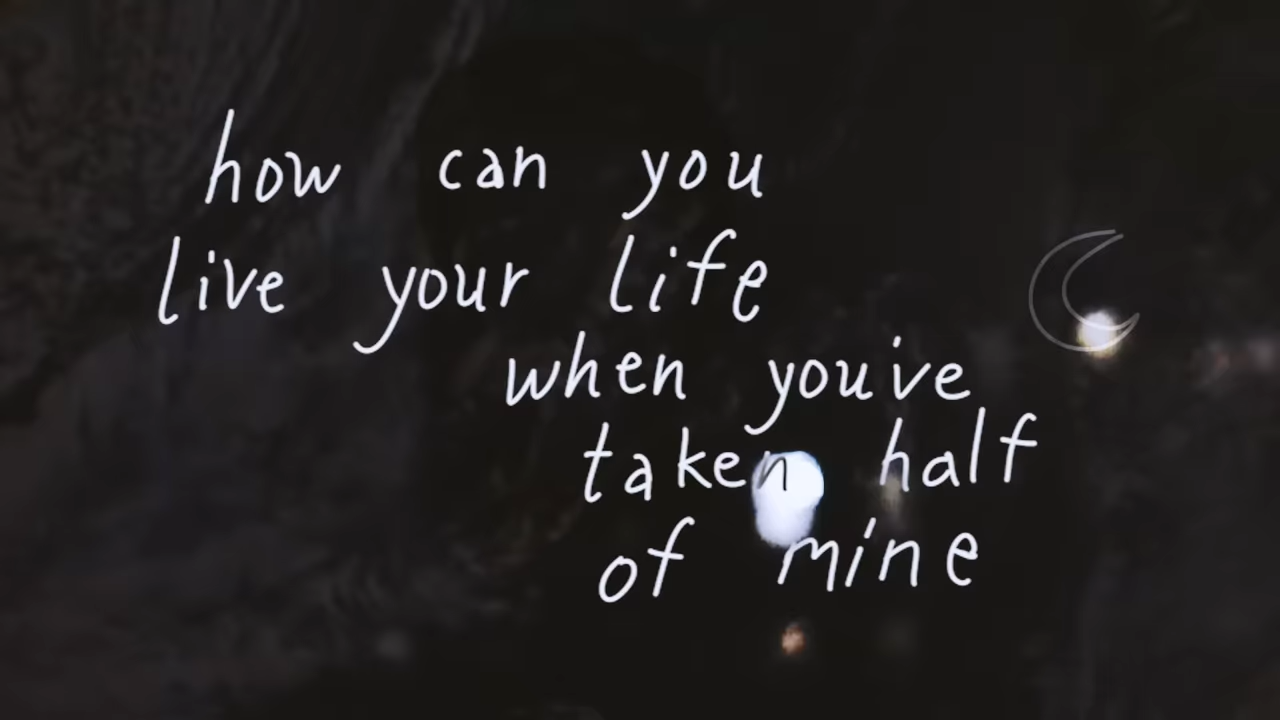 how can you
live your life
when you've
taken half
of mine